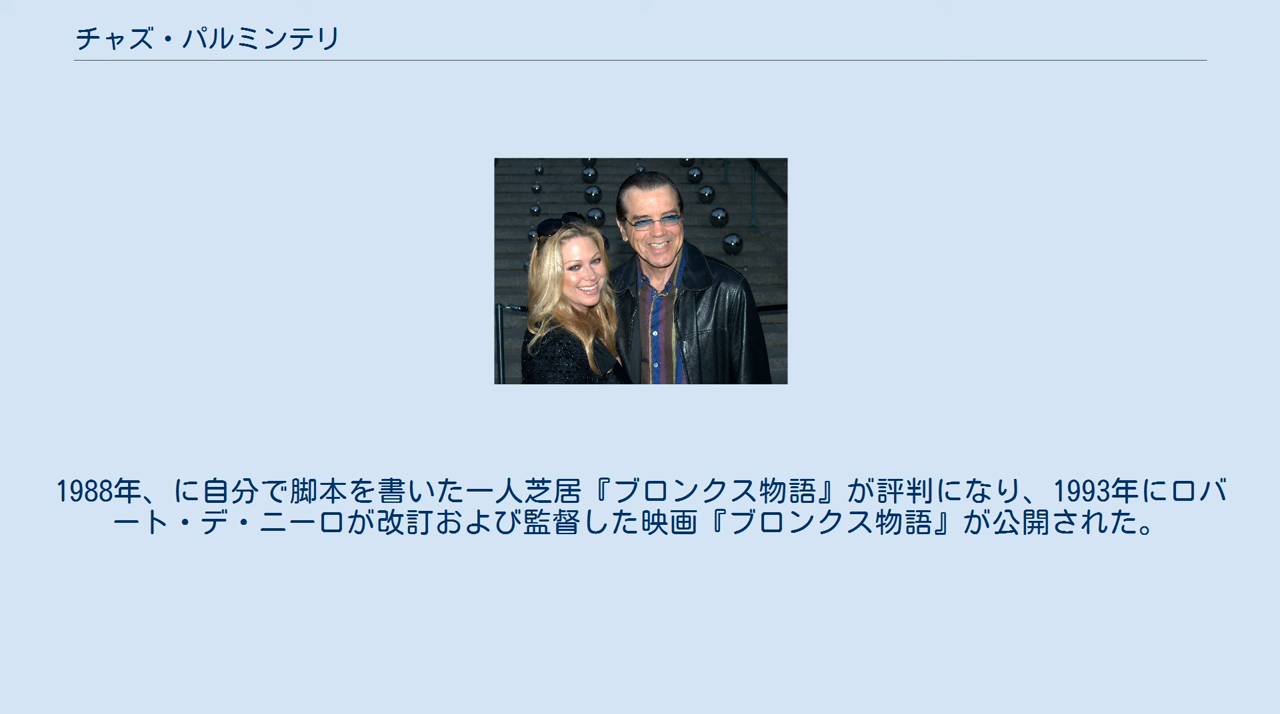 チャズ・パルミンテリ
1988年、に自分で脚本を書いた一人芝居『ブロンクス物語』が評判になり、1993年にロバ
ート・デ・ニーロが改訂および監督した映画『ブロンクス物語』が公開された。